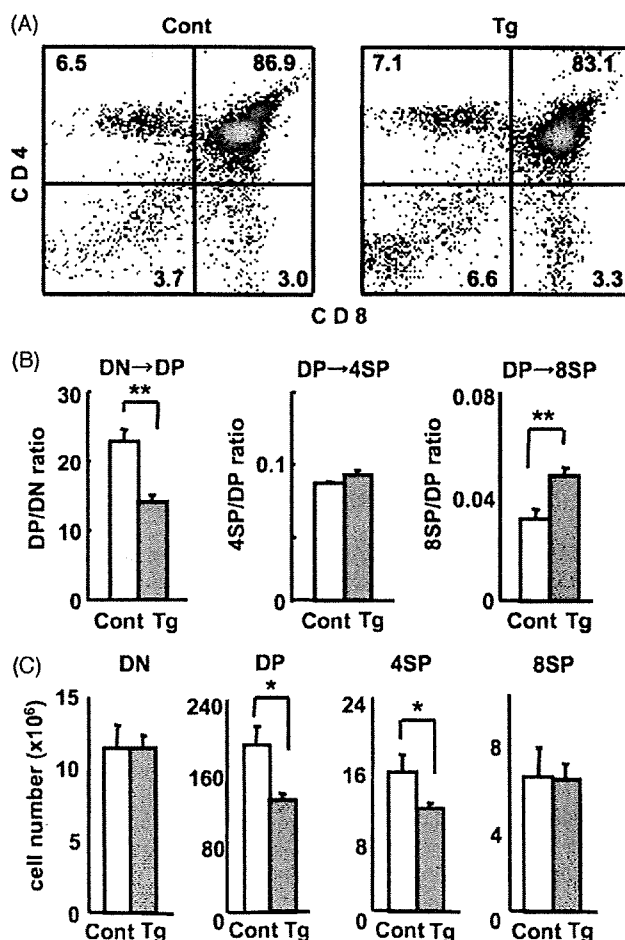 (A) Cont Tg
6.5 86.9 7.1 83.1
CD4
3.7 3.0 6.6 3.3
CD8
(B) DN→DP DP→4SP DP→8SP
DP/DN ratio
30
20
10
0
**
Cont Tg
4SP/DP ratio
0.1
0
Cont Tg
8SP/DP ratio
0.08
0.04
0
**
Cont Tg
(C) DN DP 4SP 8SP
cell number (x10⁶)
15
10
5
0
Cont Tg
240
160
80
0
*
Cont Tg
24
16
8
0
*
Cont Tg
8
4
0
Cont Tg